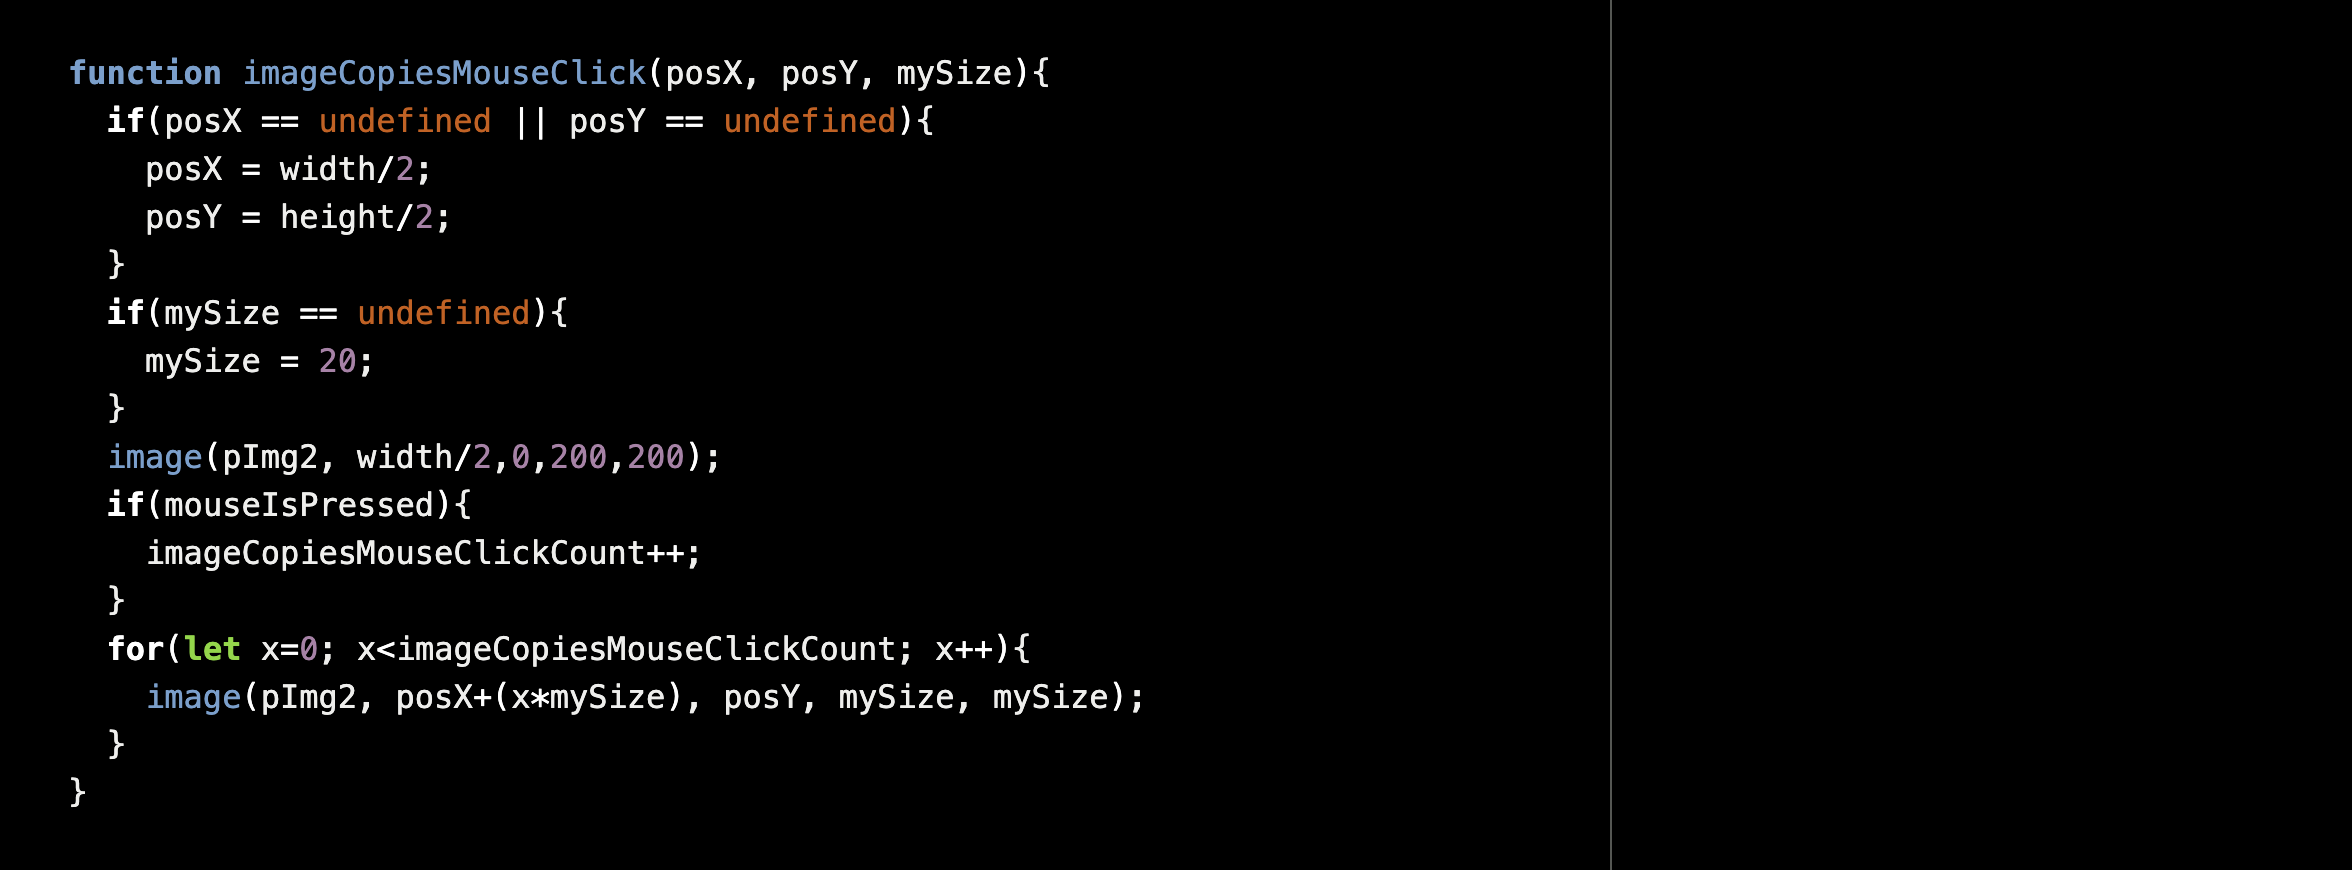 function imageCopiesMouseClick(posX, posY, mySize){
  if(posX == undefined || posY == undefined){
    posX = width/2;
    posY = height/2;
  }
  if(mySize == undefined){
    mySize = 20;
  }
  image(pImg2, width/2,0,200,200);
  if(mouseIsPressed){
    imageCopiesMouseClickCount++;
  }
  for(let x=0; x<imageCopiesMouseClickCount; x++){
    image(pImg2, posX+(x*mySize), posY, mySize, mySize);
  }
}